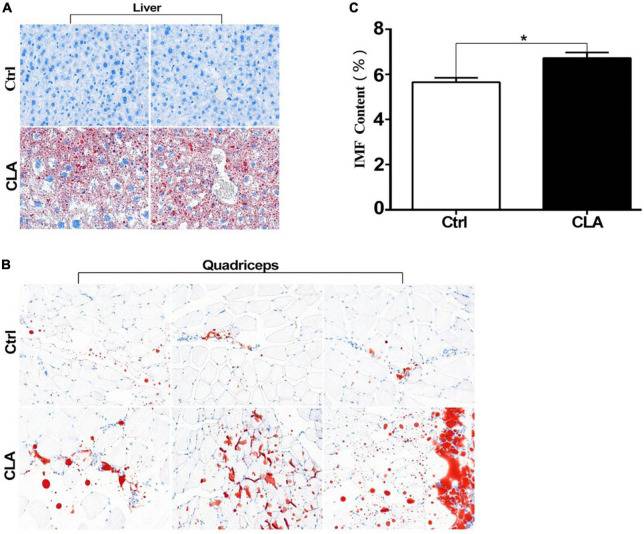 A
Liver
Ctrl
CLA
C
*
IMF Content (%)
8
6
4
2
0
Ctrl
CLA
B
Quadriceps
Ctrl
CLA